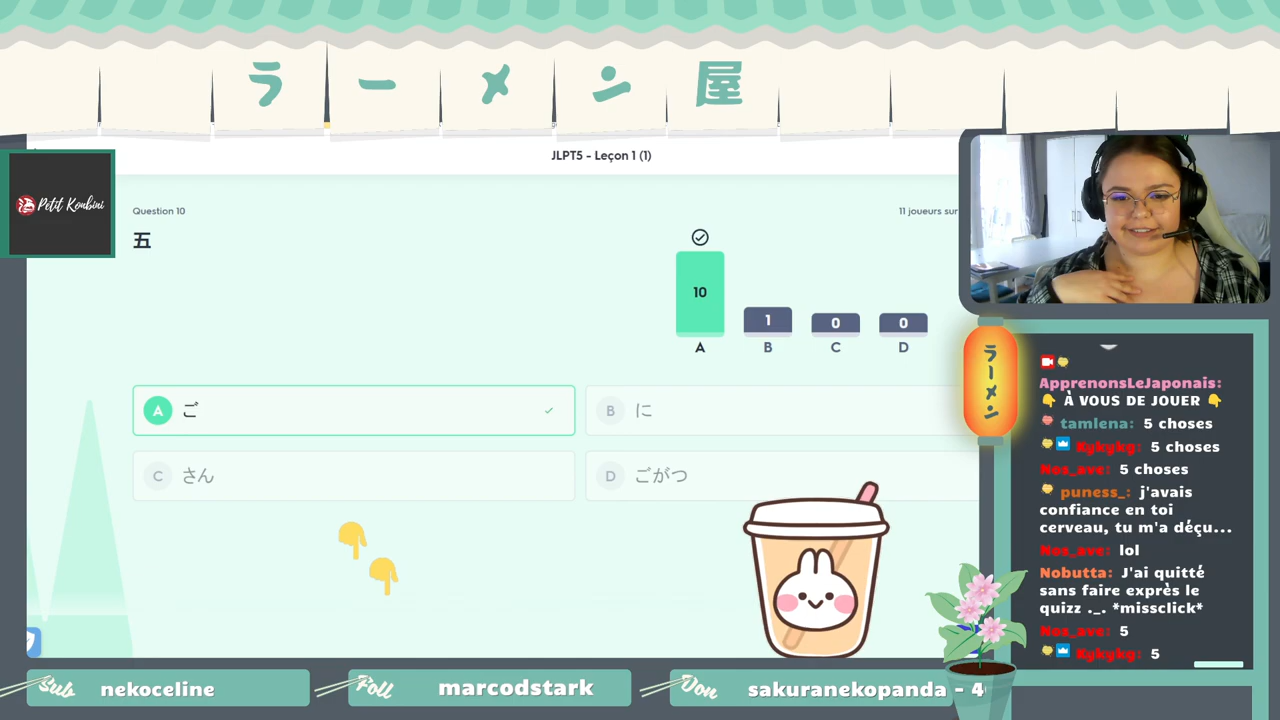 ラーメン屋
JLPT5 - Leçon 1 (1)
Petit Konbini
Question 10
11 joueurs sur
五
10
1
0
0
A
B
C
D
A ご
B に
C さん
D ごがつ
ラーメン
ApprenonsLeJaponais:
À VOUS DE JOUER
tamlena: 5 choses
Kykykg: 5 choses
Nos_ave: 5 choses
puness_: j'avais
confiance en toi
cerveau, tu m'a déçu...
Nos_ave: lol
Nobutta: J'ai quitté
sans faire exprès le
quizz ._. *missclick*
Nos_ave: 5
Kykykg: 5
Sub nekoceline
Foll marcodstark
Don sakuranekopanda - 4